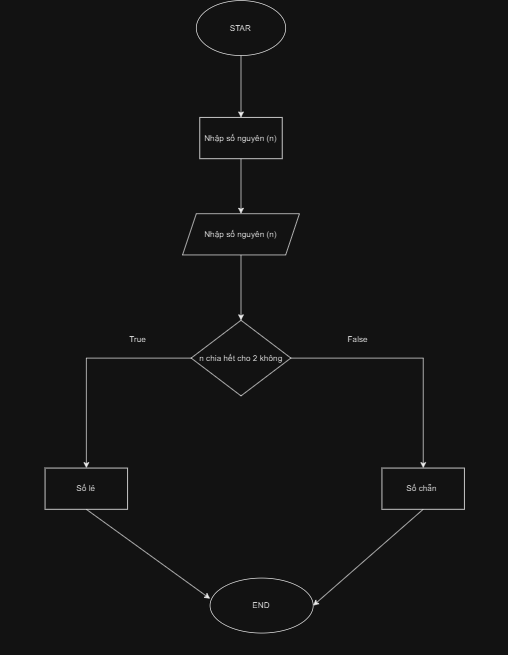 STAR
Nhập số nguyên (n)
Nhập số nguyên (n)
True
False
n chia hết cho 2 không
Số lẻ
Số chẵn
END